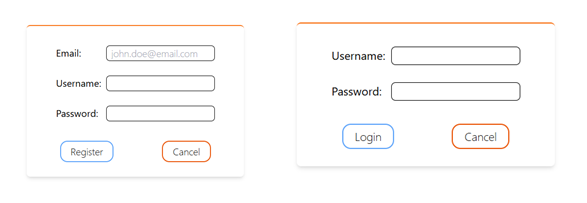 Email: john.doe@email.com
Username:
Password:
Register Cancel
Username:
Password:
Login Cancel